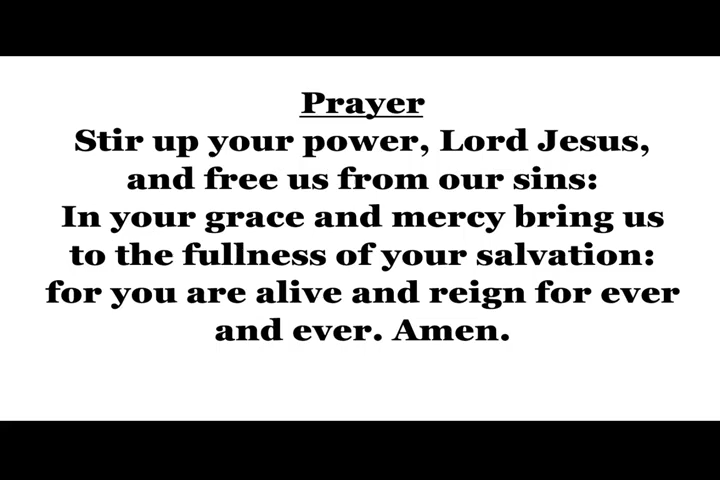 Prayer
Stir up your power, Lord Jesus,
and free us from our sins:
In your grace and mercy bring us
to the fullness of your salvation:
for you are alive and reign for ever
and ever. Amen.